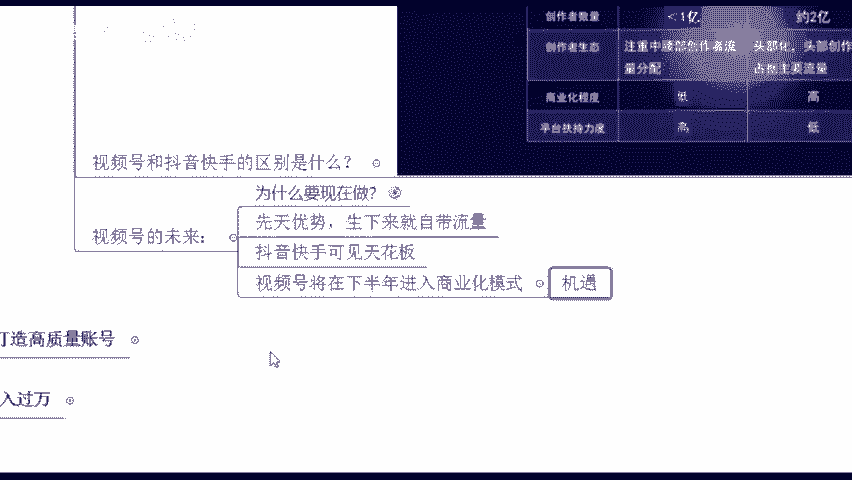 创作者数量 <1亿 约2亿
创作者生态 注重中腰部创作者流 头部化，头部创作
量分配 占据主要流量
商业化程度 低 高
平台扶持力度 高 低
视频号和抖音快手的区别是什么？
为什么要现在做？
先天优势，生下来就自带流量
视频号的未来：
抖音快手可见天花板
视频号将在下半年进入商业化模式 机遇
打造高质量账号
入过万